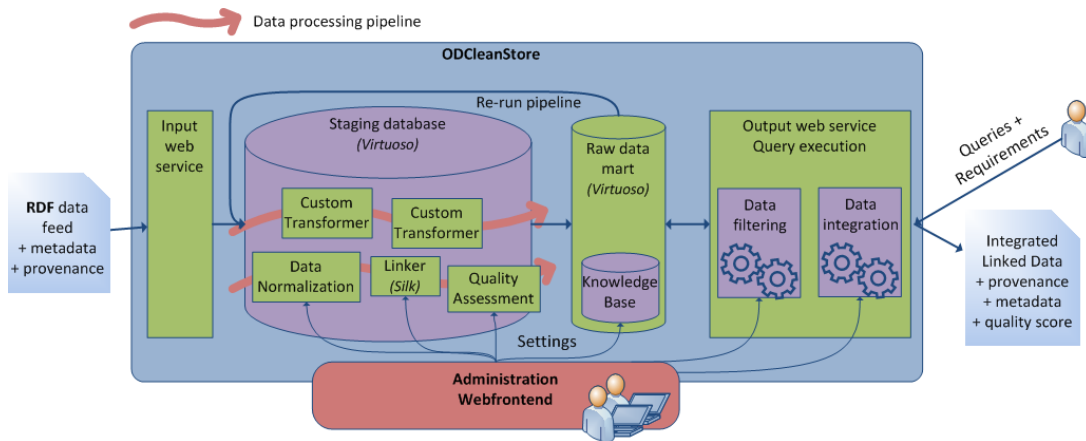 Data processing pipeline
ODCleanStore
Re-run pipeline
Input
web
service
Staging database
(Virtuoso)
Raw data
mart
(Virtuoso)
Output web service
Query execution
Queries +
Requirements
RDF data
feed
+ metadata
+ provenance
Custom
Transformer
Custom
Transformer
Data
filtering
Data
integration
Data
Normalization
Linker
(Silk)
Quality
Assessment
Knowledge
Base
Integrated
Linked Data
+ provenance
+ metadata
+ quality score
Settings
Administration
Webfrontend